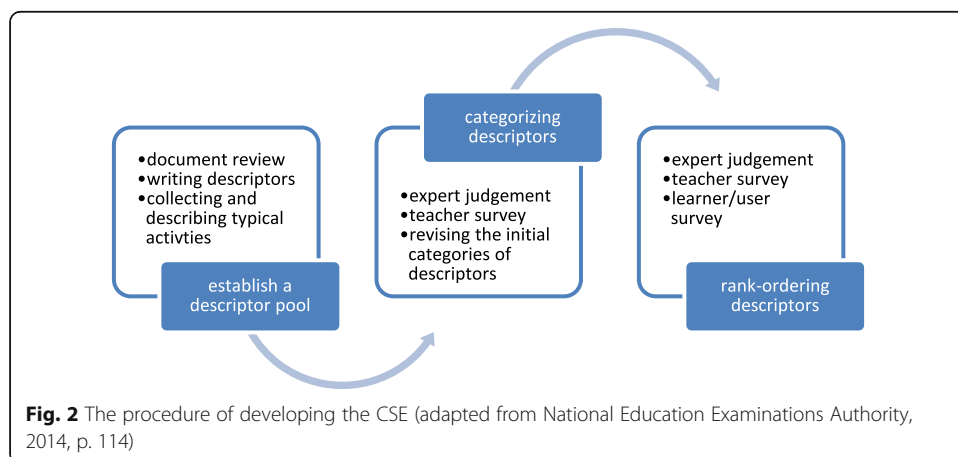 •document review
•writing descriptors
•collecting and
describing typical
activties
establish a
descriptor pool
categorizing
descriptors
•expert judgement
•teacher survey
•revising the initial
categories of
descriptors
•expert judgement
•teacher survey
•learner/user
survey
rank-ordering
descriptors
Fig. 2 The procedure of developing the CSE (adapted from National Education Examinations Authority,
2014, p. 114)